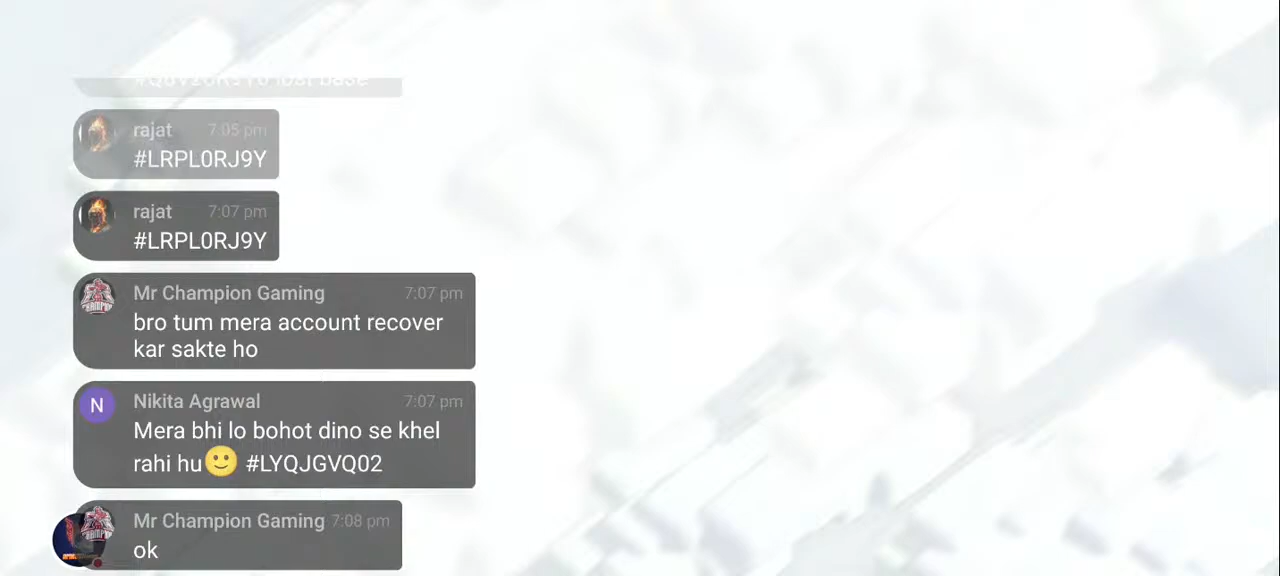 lost base
rajat 7:05 pm
#LRPL0RJ9Y
rajat 7:07 pm
#LRPL0RJ9Y
Mr Champion Gaming 7:07 pm
bro tum mera account recover
kar sakte ho
N Nikita Agrawal 7:07 pm
Mera bhi lo bohot dino se khel
rahi hu🙂 #LYQJGVQ02
Mr Champion Gaming 7:08 pm
ok